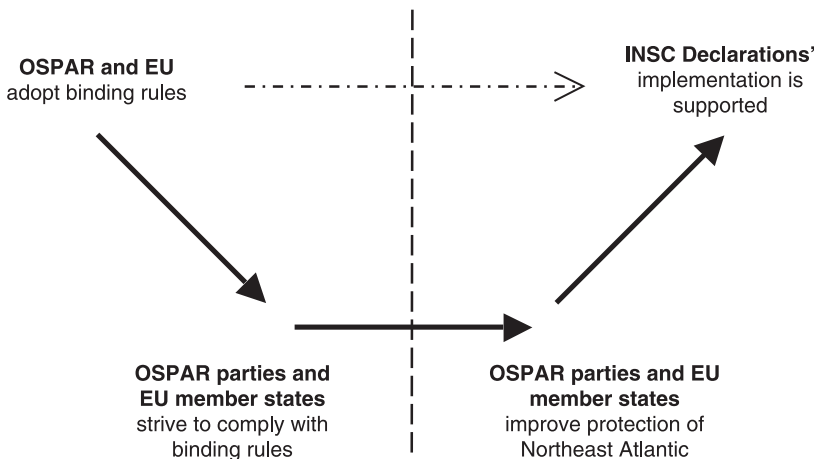 OSPAR and EU
adopt binding rules
INSC Declarations’
implementation is
supported
OSPAR parties and
EU member states
strive to comply with
binding rules
OSPAR parties and EU
member states
improve protection of
Northeast Atlantic